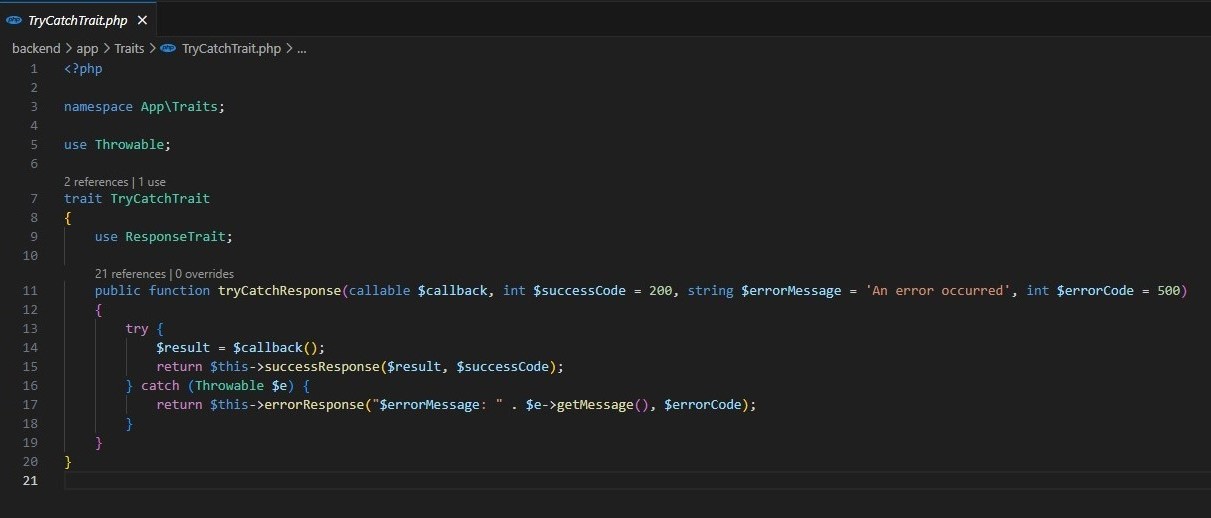 php TryCatchTrait.php ×
backend > app > Traits > php TryCatchTrait.php > ...
1 <?php
2
3 namespace App\Traits;
4
5 use Throwable;
6
2 references | 1 use
7 trait TryCatchTrait
8 {
9 use ResponseTrait;
10
21 references | 0 overrides
11 public function tryCatchResponse(callable $callback, int $successCode = 200, string $errorMessage = 'An error occurred', int $errorCode = 500)
12 {
13 try {
14 $result = $callback();
15 return $this->successResponse($result, $successCode);
16 } catch (Throwable $e) {
17 return $this->errorResponse("$errorMessage: " . $e->getMessage(), $errorCode);
18 }
19 }
20 }
21